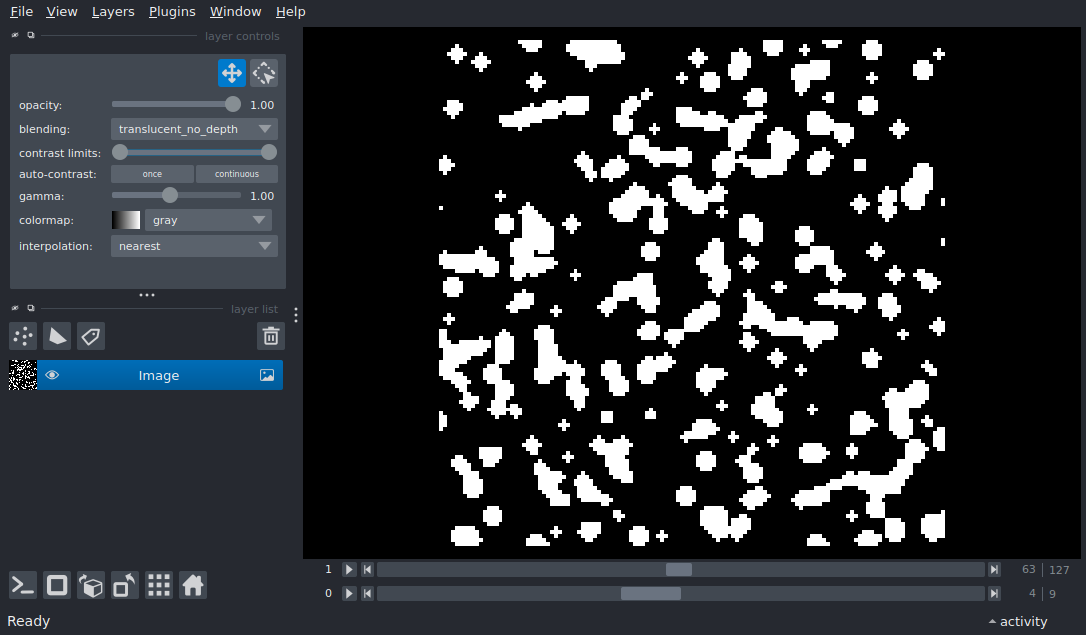 File View Layers Plugins Window Help
layer controls
opacity: 1.00
blending: translucent_no_depth
contrast limits:
auto-contrast: once continuous
gamma: 1.00
colormap: gray
interpolation: nearest
layer list
Image
1 63 127
0 4 9
Ready activity